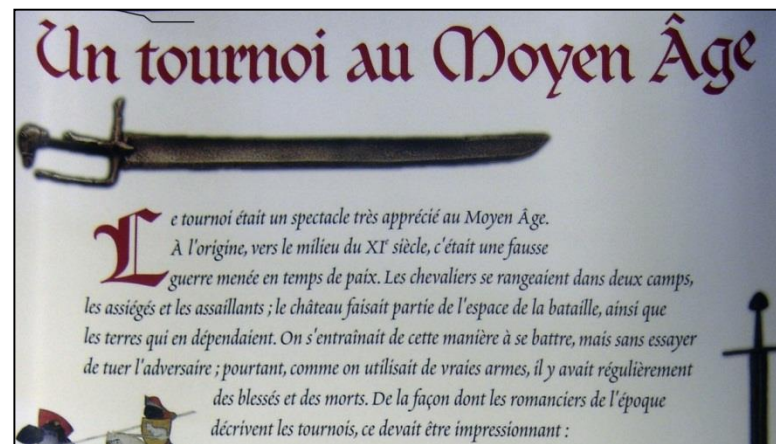 Un tournoi au Moyen Âge
Le tournoi était un spectacle très apprécié au Moyen Âge.
À l'origine, vers le milieu du XIe siècle, c'était une fausse
guerre menée en temps de paix. Les chevaliers se rangeaient dans deux camps,
les assiégés et les assaillants ; le château faisait partie de l'espace de la bataille, ainsi que
les terres qui en dépendaient. On s'entraînait de cette manière à se battre, mais sans essayer
de tuer l'adversaire ; pourtant, comme on utilisait de vraies armes, il y avait régulièrement
des blessés et des morts. De la façon dont les romanciers de l'époque
décrivent les tournois, ce devait être impressionnant :